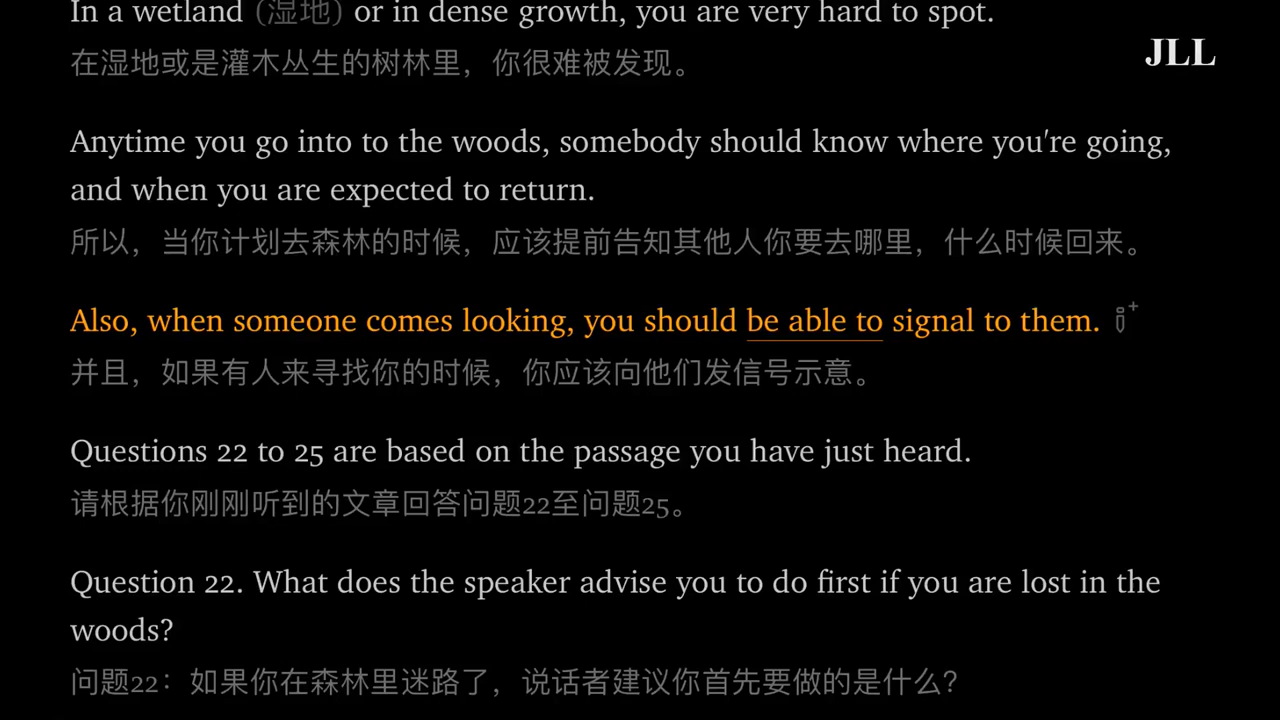 In a wetland (湿地) or in dense growth, you are very hard to spot.
在湿地或是灌木丛生的树林里，你很难被发现。
JLL
Anytime you go into to the woods, somebody should know where you're going,
and when you are expected to return.
所以，当你计划去森林的时候，应该提前告知其他人你要去哪里，什么时候回来。
Also, when someone comes looking, you should be able to signal to them.
并且，如果有人来寻找你的时候，你应该向他们发信号示意。
Questions 22 to 25 are based on the passage you have just heard.
请根据你刚刚听到的文章回答问题22至问题25。
Question 22. What does the speaker advise you to do first if you are lost in the
woods?
问题22：如果你在森林里迷路了，说话者建议你首先要做的是什么？